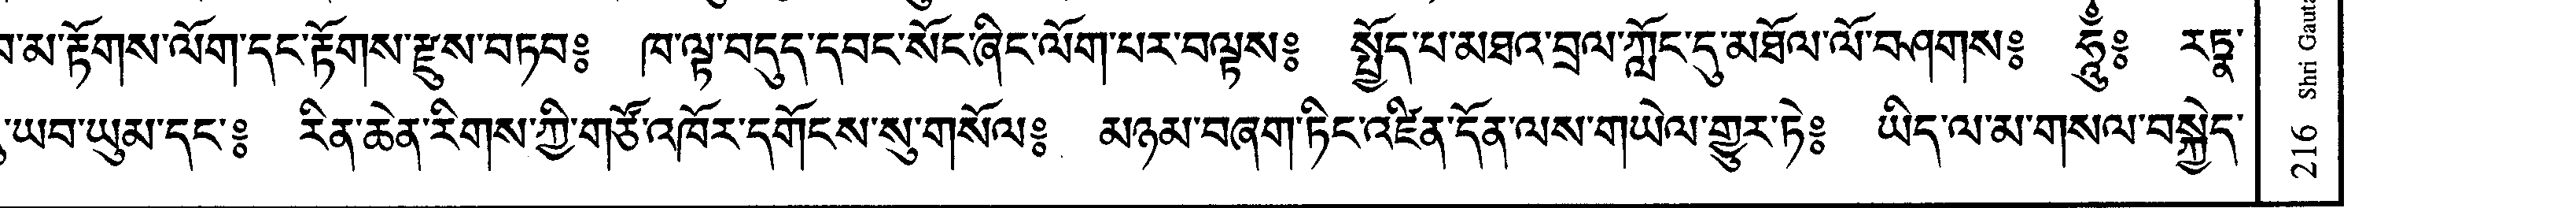 མ་རྟོགས་ལོག་དང་རྟོགས་རྫུས་བཏབ༔ ཁ་ལྟ་བདུད་དབང་སོང་ཞིང་ལོག་པར་བལྟས༔ སྤྱོད་པ་མཐའ་བྲལ་ཀློང་དུ་མཐོལ་ལོ་བཤགས༔ ཧཱུྃ༔ རཏྣ་
ཡབ་ཡུམ་དང་༔ རིན་ཆེན་རིགས་ཀྱི་གཙོ་འཁོར་དགོངས་སུ་གསོལ༔ མཉམ་བཞག་ཏིང་འཛིན་དོན་ལས་གཡེལ་གྱུར་ཏེ༔ ཡིད་ལ་མ་གསལ་བསྐྱེད་
216 Shri